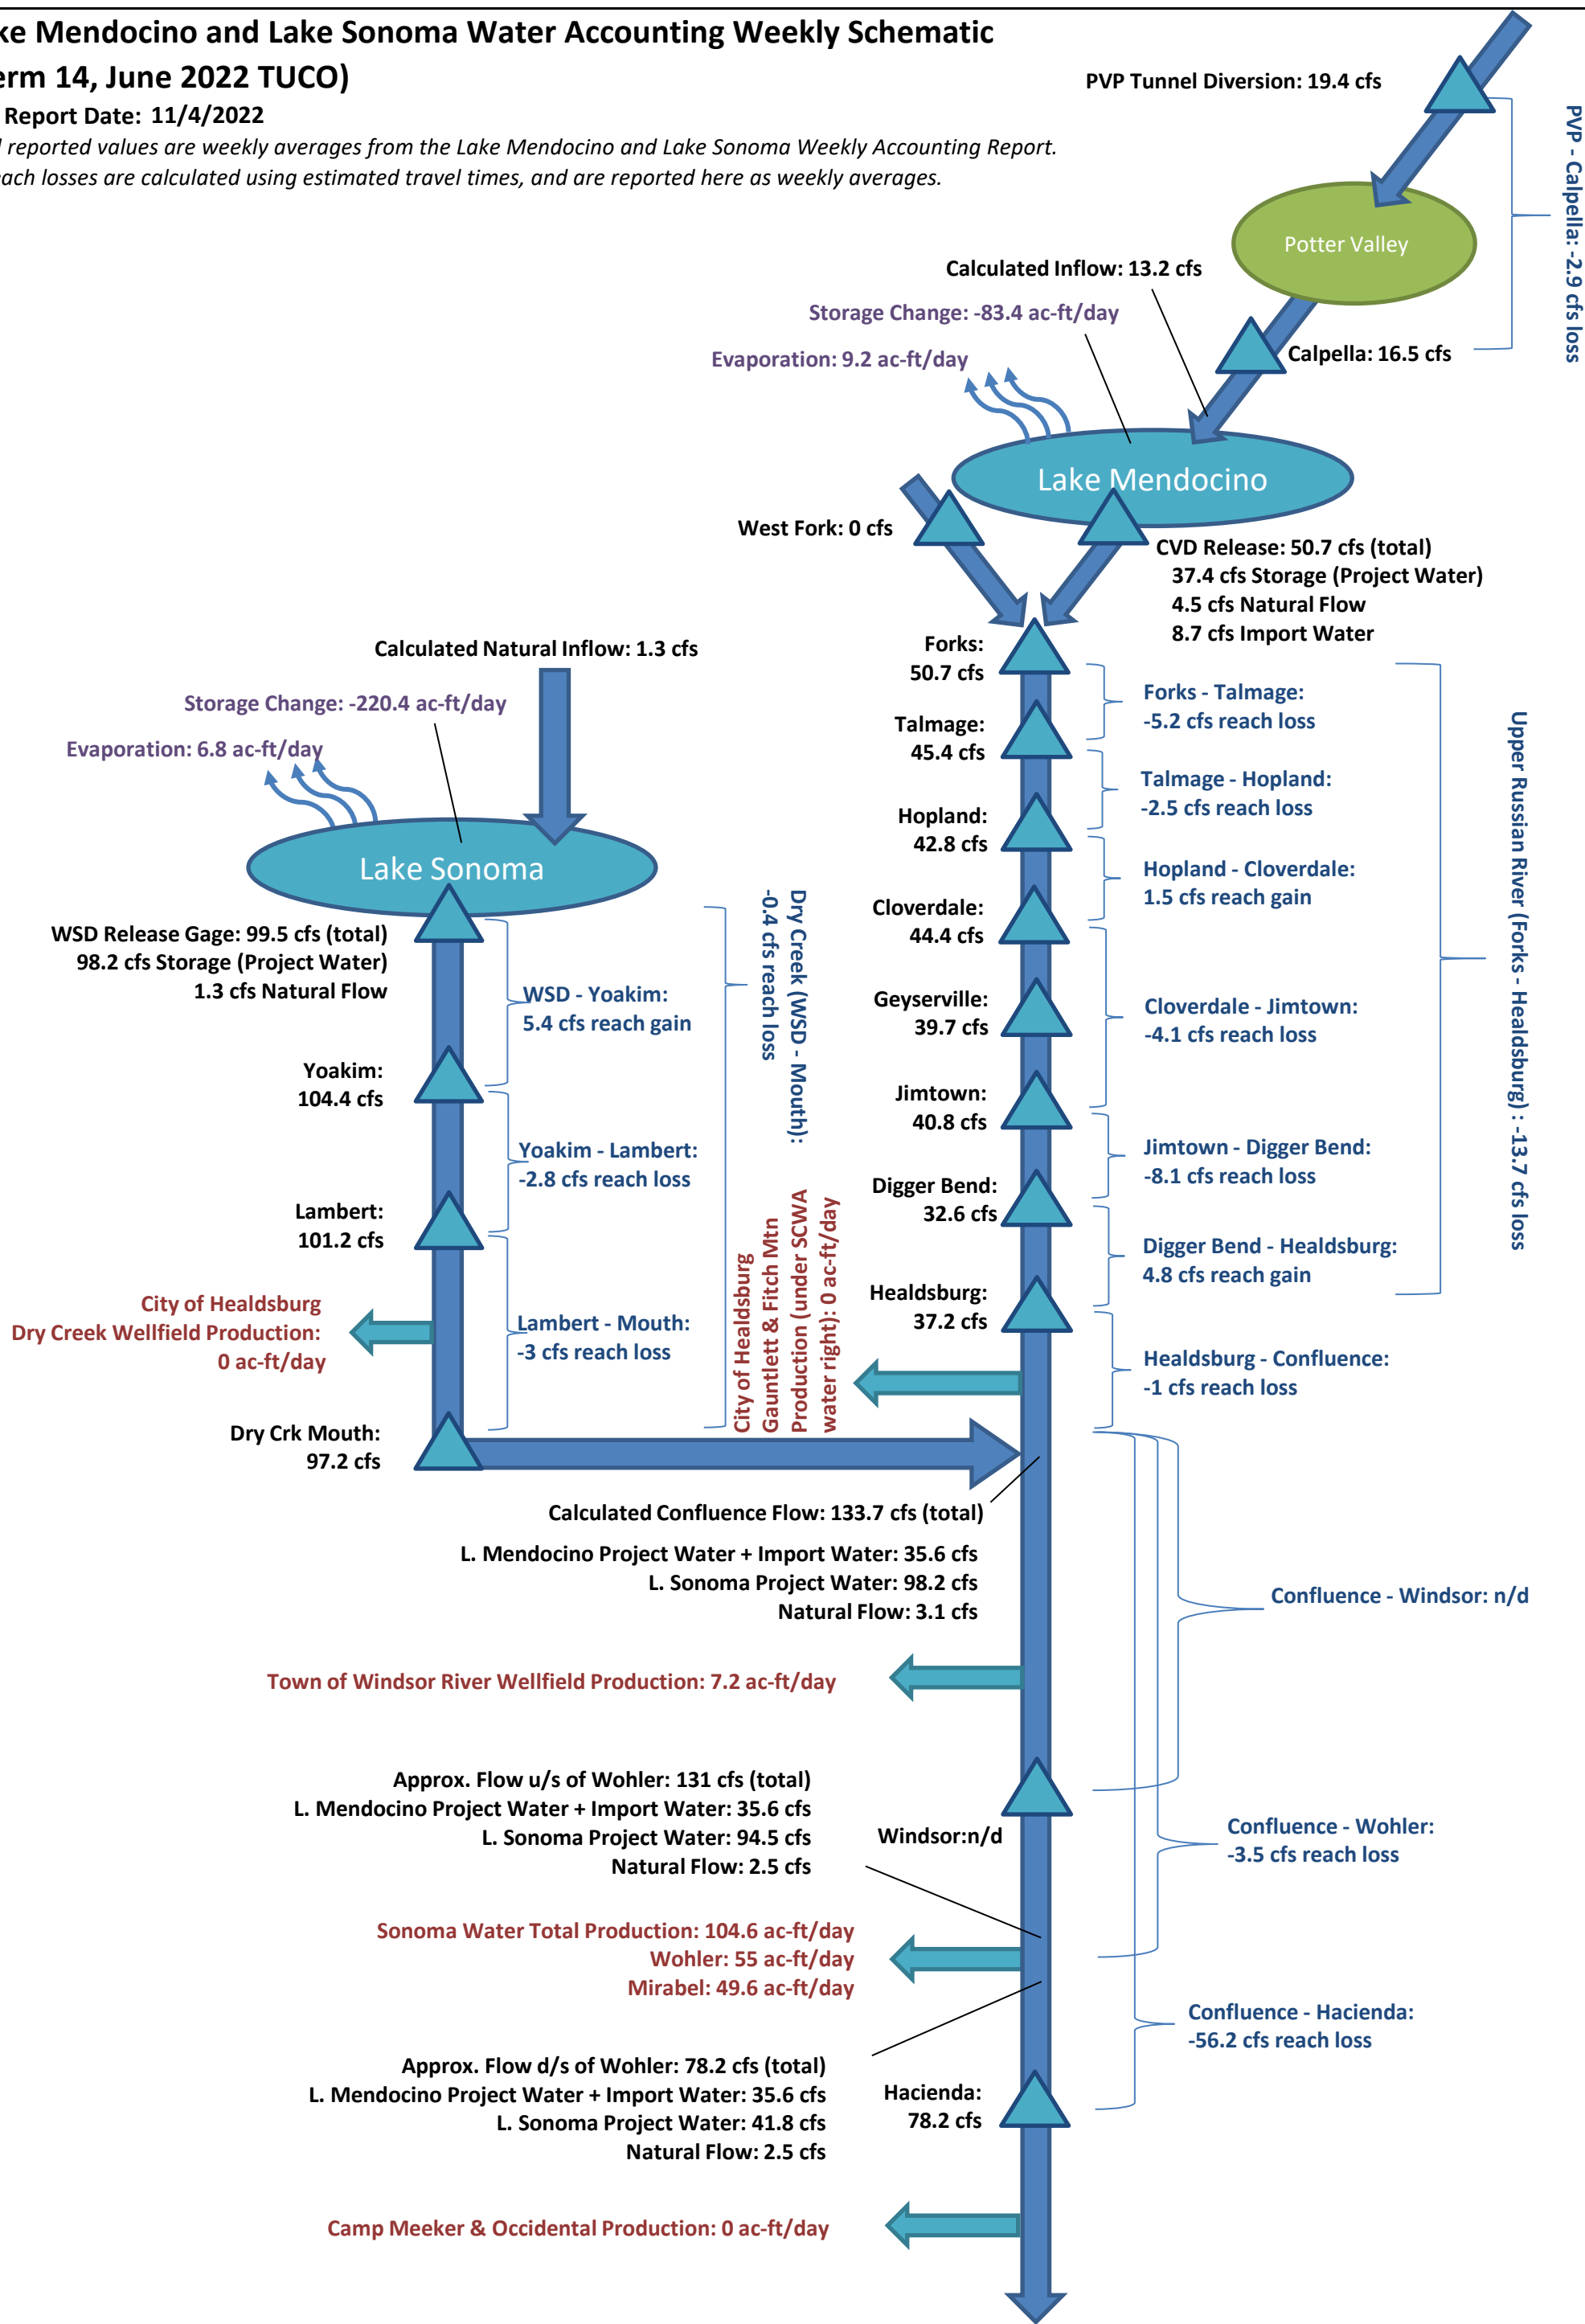 ke Mendocino and Lake Sonoma Water Accounting Weekly Schematic
erm 14, June 2022 TUCO)
Report Date: 11/4/2022
l reported values are weekly averages from the Lake Mendocino and Lake Sonoma Weekly Accounting Report.
each losses are calculated using estimated travel times, and are reported here as weekly averages.
PVP Tunnel Diversion: 19.4 cfs
PVP - Calpella: -2.9 cfs loss
Potter Valley
Calculated Inflow: 13.2 cfs
Storage Change: -83.4 ac-ft/day
Evaporation: 9.2 ac-ft/day
Calpella: 16.5 cfs
Lake Mendocino
West Fork: 0 cfs
CVD Release: 50.7 cfs (total)
37.4 cfs Storage (Project Water)
4.5 cfs Natural Flow
8.7 cfs Import Water
Forks:
50.7 cfs
Forks - Talmage:
-5.2 cfs reach loss
Talmage:
45.4 cfs
Talmage - Hopland:
-2.5 cfs reach loss
Hopland:
42.8 cfs
Hopland - Cloverdale:
1.5 cfs reach gain
Cloverdale:
44.4 cfs
Geyserville:
39.7 cfs
Cloverdale - Jimtown:
-4.1 cfs reach loss
Jimtown:
40.8 cfs
Jimtown - Digger Bend:
-8.1 cfs reach loss
Digger Bend:
32.6 cfs
Digger Bend - Healdsburg:
4.8 cfs reach gain
Healdsburg:
37.2 cfs
Healdsburg - Confluence:
-1 cfs reach loss
Upper Russian River (Forks - Healdsburg) : -13.7 cfs loss
Calculated Natural Inflow: 1.3 cfs
Storage Change: -220.4 ac-ft/day
Evaporation: 6.8 ac-ft/day
Lake Sonoma
WSD Release Gage: 99.5 cfs (total)
98.2 cfs Storage (Project Water)
1.3 cfs Natural Flow
WSD - Yoakim:
5.4 cfs reach gain
Yoakim:
104.4 cfs
Yoakim - Lambert:
-2.8 cfs reach loss
Lambert:
101.2 cfs
Lambert - Mouth:
-3 cfs reach loss
Dry Creek (WSD - Mouth):
-0.4 cfs reach loss
City of Healdsburg
Dry Creek Wellfield Production:
0 ac-ft/day
City of Healdsburg
Gauntlett & Fitch Mtn
Production (under SCWA
water right): 0 ac-ft/day
Dry Crk Mouth:
97.2 cfs
Calculated Confluence Flow: 133.7 cfs (total)
L. Mendocino Project Water + Import Water: 35.6 cfs
L. Sonoma Project Water: 98.2 cfs
Natural Flow: 3.1 cfs
Confluence - Windsor: n/d
Town of Windsor River Wellfield Production: 7.2 ac-ft/day
Approx. Flow u/s of Wohler: 131 cfs (total)
L. Mendocino Project Water + Import Water: 35.6 cfs
L. Sonoma Project Water: 94.5 cfs
Natural Flow: 2.5 cfs
Windsor:n/d
Confluence - Wohler:
-3.5 cfs reach loss
Sonoma Water Total Production: 104.6 ac-ft/day
Wohler: 55 ac-ft/day
Mirabel: 49.6 ac-ft/day
Confluence - Hacienda:
-56.2 cfs reach loss
Approx. Flow d/s of Wohler: 78.2 cfs (total)
L. Mendocino Project Water + Import Water: 35.6 cfs
L. Sonoma Project Water: 41.8 cfs
Natural Flow: 2.5 cfs
Hacienda:
78.2 cfs
Camp Meeker & Occidental Production: 0 ac-ft/day